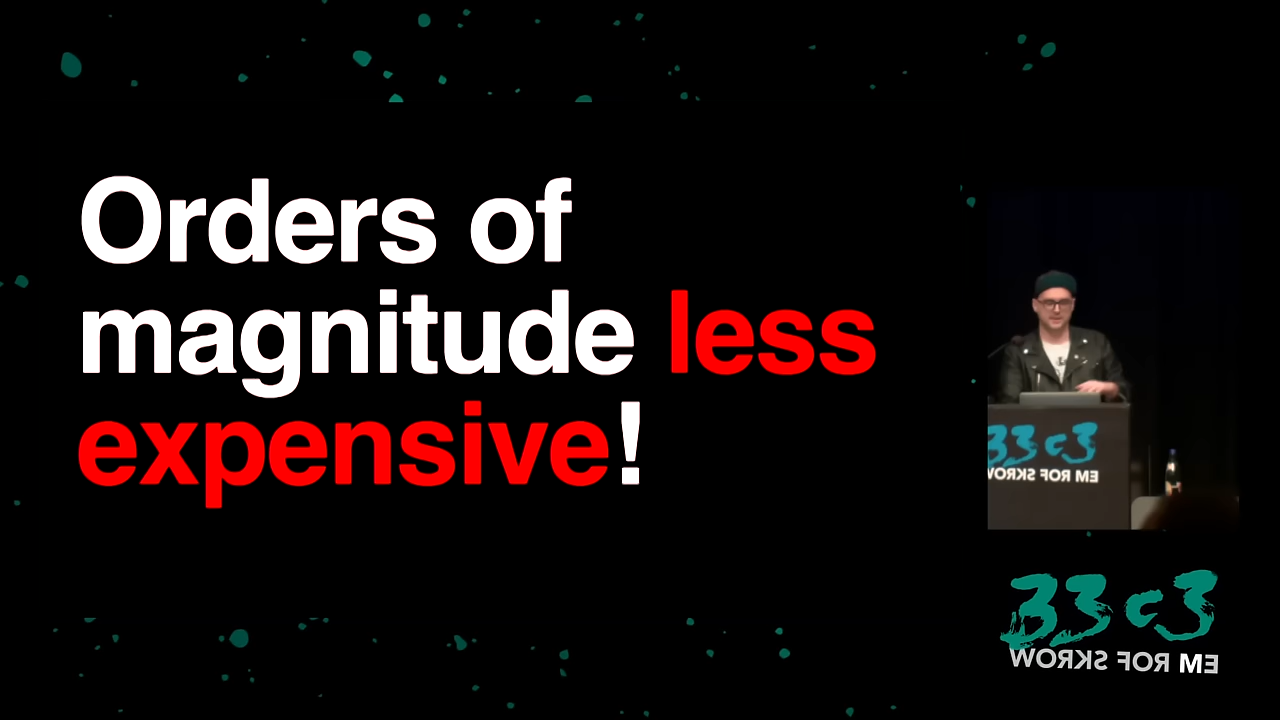 Orders of
magnitude less
expensive!
33c3
WORKS FOR ME
33c3
WORKS FOR ME